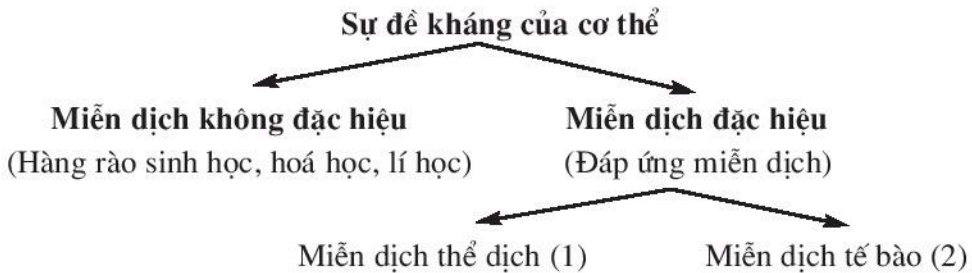 Sự đề kháng của cơ thể
Miễn dịch không đặc hiệu
Miễn dịch đặc hiệu
(Hàng rào sinh học, hoá học, lí học)
(Đáp ứng miễn dịch)
Miễn dịch thể dịch (1)
Miễn dịch tế bào (2)